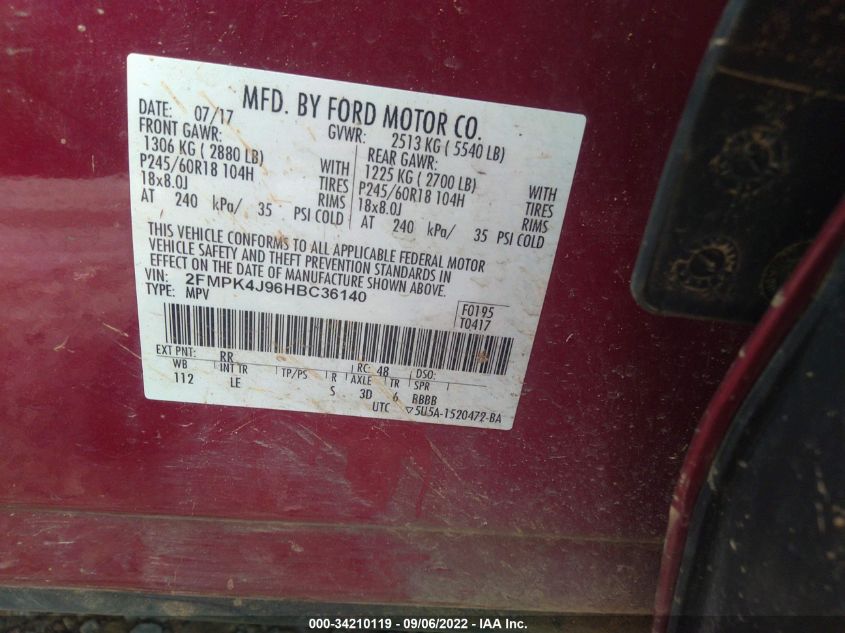 MFD. BY FORD MOTOR CO.
DATE: 07/17 GVWR: 2513 KG ( 5540 LB)
FRONT GAWR: REAR GAWR:
1306 KG ( 2880 LB) WITH 1225 KG ( 2700 LB) WITH
P245/60R18 104H TIRES P245/60R18 104H TIRES
18x8.0J RIMS 18x8.0J RIMS
AT 240 kPa/ 35 PSI COLD AT 240 kPa/ 35 PSI COLD
THIS VEHICLE CONFORMS TO ALL APPLICABLE FEDERAL MOTOR
VEHICLE SAFETY AND THEFT PREVENTION STANDARDS IN
EFFECT ON THE DATE OF MANUFACTURE SHOWN ABOVE.
VIN: 2FMPK4J96HBC36140
TYPE: MPV
F0195
T0417
EXT PNT: RR RC: 48 DSO:
WB INT TR TP/PS R AXLE TR SPR
112 LE S 3D 6 RBBB
UTC ▽5U5A-1520472-BA
000-34210119 - 09/06/2022 - IAA Inc.